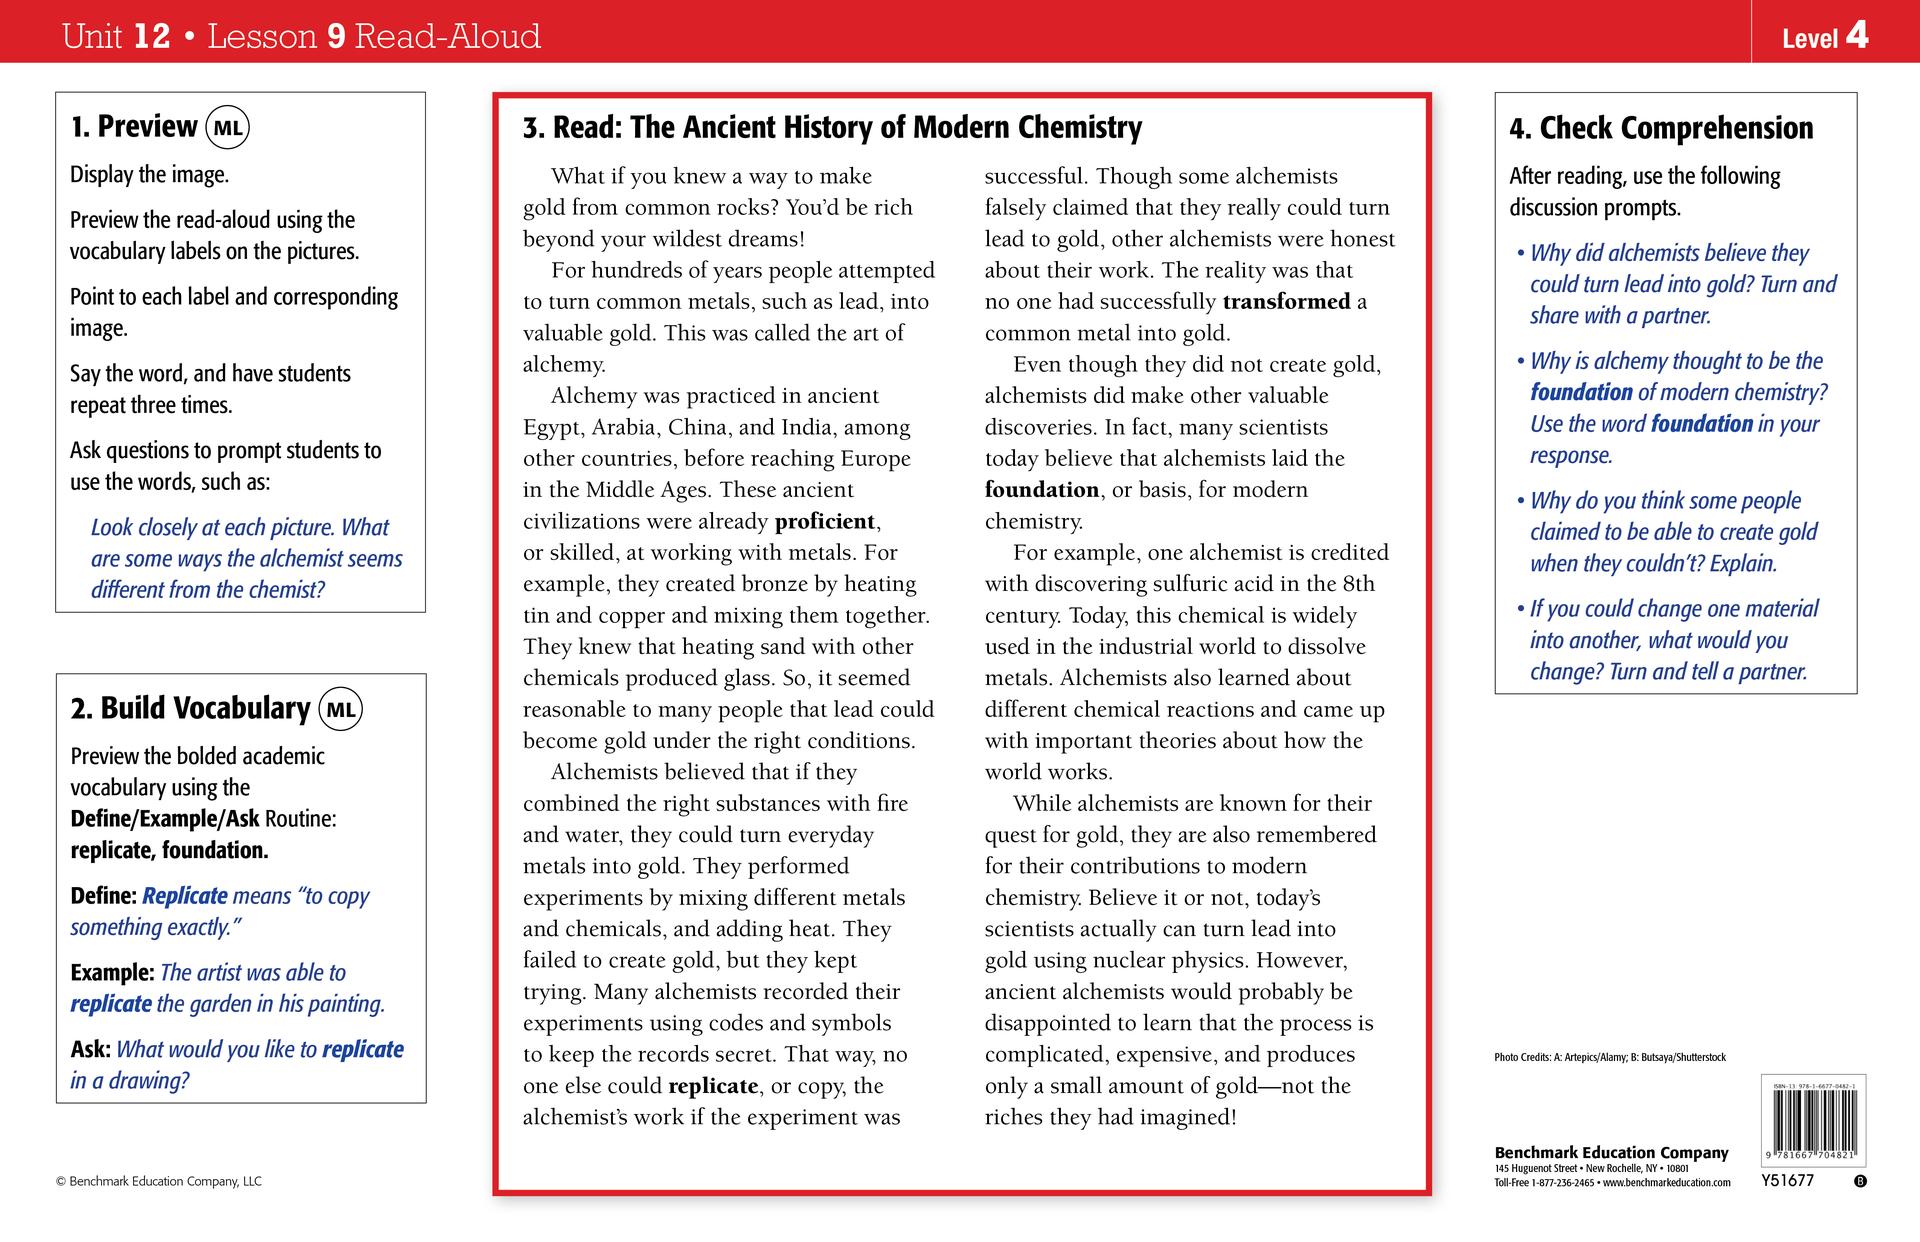 Unit 12 • Lesson 9 Read-Aloud
Level 4
1. Preview ML
Display the image.
Preview the read-aloud using the
vocabulary labels on the pictures.
Point to each label and corresponding
image.
Say the word, and have students
repeat three times.
Ask questions to prompt students to
use the words, such as:
Look closely at each picture. What
are some ways the alchemist seems
different from the chemist?
2. Build Vocabulary ML
Preview the bolded academic
vocabulary using the
Define/Example/Ask Routine:
replicate, foundation.
Define: Replicate means “to copy
something exactly.”
Example: The artist was able to
replicate the garden in his painting.
Ask: What would you like to replicate
in a drawing?
© Benchmark Education Company, LLC
3. Read: The Ancient History of Modern Chemistry
What if you knew a way to make
gold from common rocks? You’d be rich
beyond your wildest dreams!
For hundreds of years people attempted
to turn common metals, such as lead, into
valuable gold. This was called the art of
alchemy.
Alchemy was practiced in ancient
Egypt, Arabia, China, and India, among
other countries, before reaching Europe
in the Middle Ages. These ancient
civilizations were already proficient,
or skilled, at working with metals. For
example, they created bronze by heating
tin and copper and mixing them together.
They knew that heating sand with other
chemicals produced glass. So, it seemed
reasonable to many people that lead could
become gold under the right conditions.
Alchemists believed that if they
combined the right substances with fire
and water, they could turn everyday
metals into gold. They performed
experiments by mixing different metals
and chemicals, and adding heat. They
failed to create gold, but they kept
trying. Many alchemists recorded their
experiments using codes and symbols
to keep the records secret. That way, no
one else could replicate, or copy, the
alchemist’s work if the experiment was
successful. Though some alchemists
falsely claimed that they really could turn
lead to gold, other alchemists were honest
about their work. The reality was that
no one had successfully transformed a
common metal into gold.
Even though they did not create gold,
alchemists did make other valuable
discoveries. In fact, many scientists
today believe that alchemists laid the
foundation, or basis, for modern
chemistry.
For example, one alchemist is credited
with discovering sulfuric acid in the 8th
century. Today, this chemical is widely
used in the industrial world to dissolve
metals. Alchemists also learned about
different chemical reactions and came up
with important theories about how the
world works.
While alchemists are known for their
quest for gold, they are also remembered
for their contributions to modern
chemistry. Believe it or not, today’s
scientists actually can turn lead into
gold using nuclear physics. However,
ancient alchemists would probably be
disappointed to learn that the process is
complicated, expensive, and produces
only a small amount of gold—not the
riches they had imagined!
4. Check Comprehension
After reading, use the following
discussion prompts.
• Why did alchemists believe they
could turn lead into gold? Turn and
share with a partner.
• Why is alchemy thought to be the
foundation of modern chemistry?
Use the word foundation in your
response.
• Why do you think some people
claimed to be able to create gold
when they couldn’t? Explain.
• If you could change one material
into another, what would you
change? Turn and tell a partner.
Photo Credits: A: Artepics/Alamy; B: Butsaya/Shutterstock
Benchmark Education Company
145 Huguenot Street • New Rochelle, NY • 10801
Toll-Free 1-877-236-2465 • www.benchmarkeducation.com
ISBN-13 978-1-6677-0482-1
9 781667 704821
Y51677
B